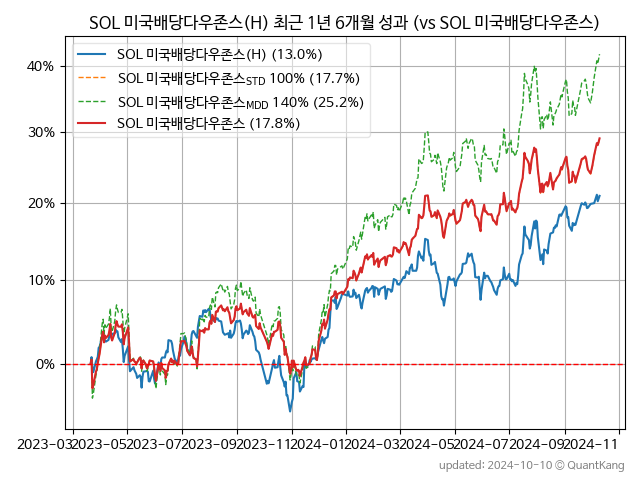 SOL 미국배당다우존스(H) 최근 1년 6개월 성과 (vs SOL 미국배당다우존스)
SOL 미국배당다우존스(H) (13.0%)
SOL 미국배당다우존스STD 100% (17.7%)
SOL 미국배당다우존스MDD 140% (25.2%)
SOL 미국배당다우존스 (17.8%)
40%
30%
20%
10%
0%
2023-03 2023-05 2023-07 2023-09 2023-11 2024-01 2024-03 2024-05 2024-07 2024-09 2024-11
updated: 2024-10-10 © QuantKang